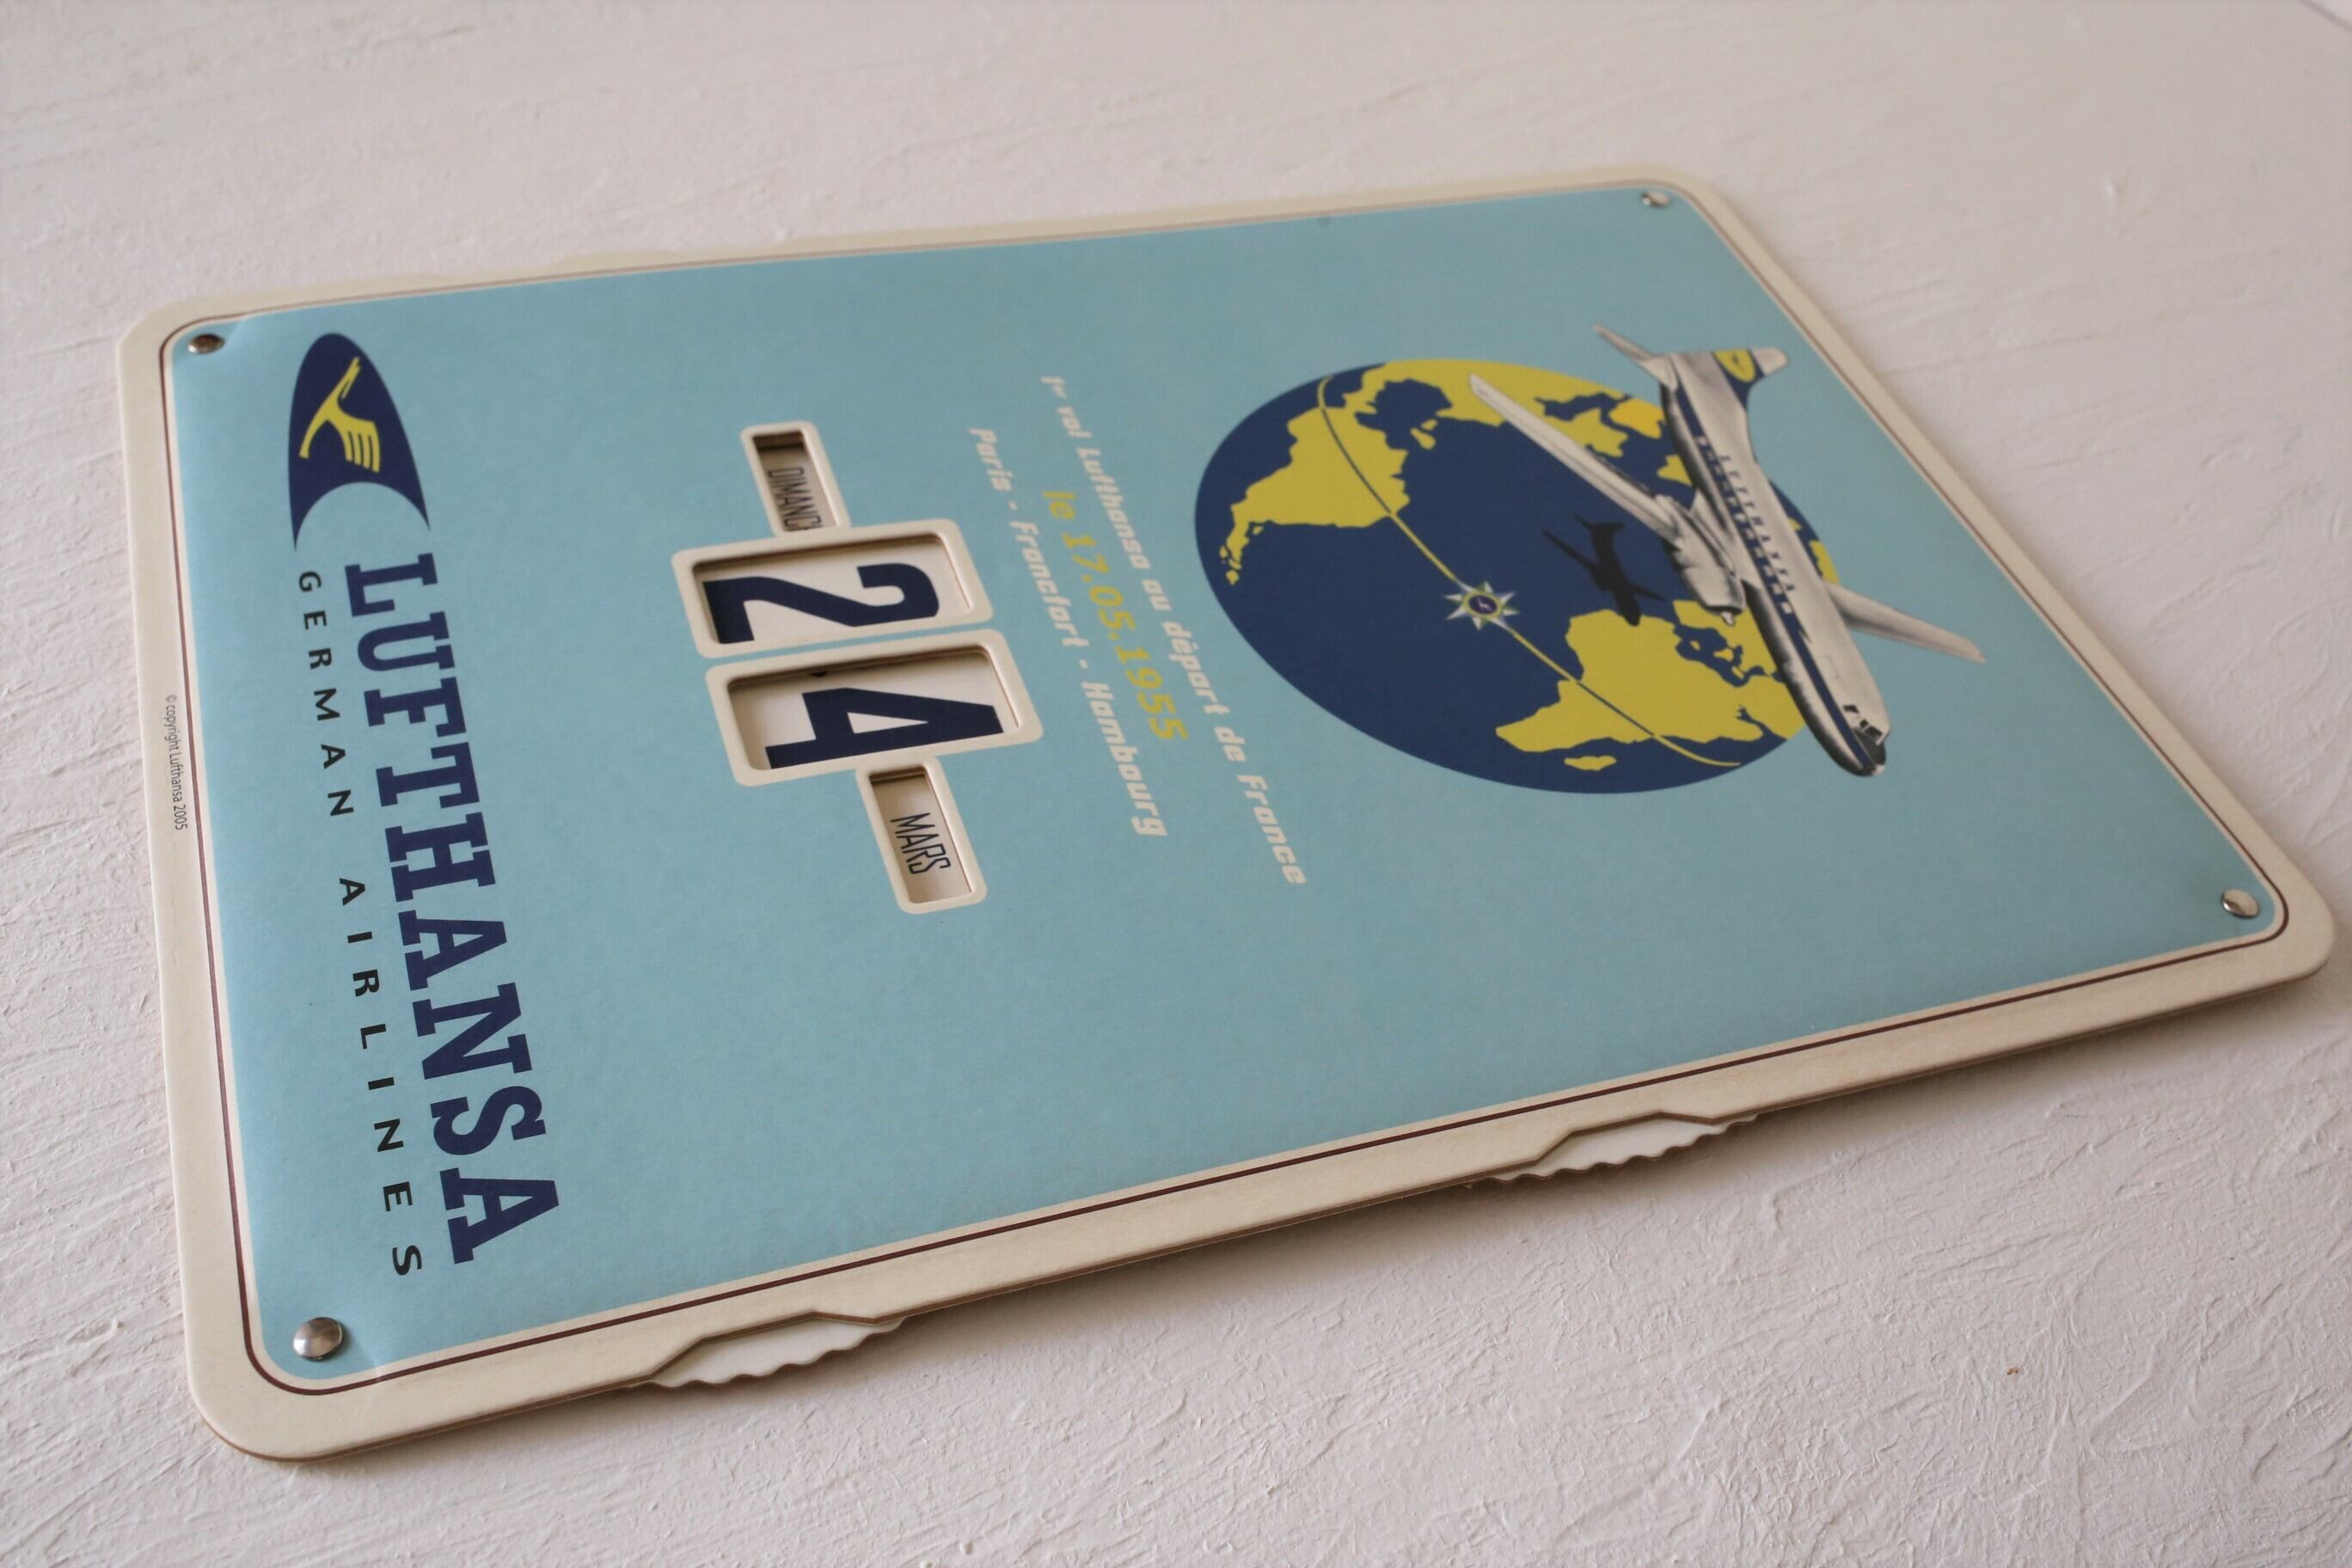 LUFTHANSA
1er vol Lufthansa au départ de France
le 17.05.1955
Paris - Francfort - Hambourg
DIMANC
24
MARS
LUFTHANSA
GERMAN AIRLINES
© copyright Lufthansa 2005